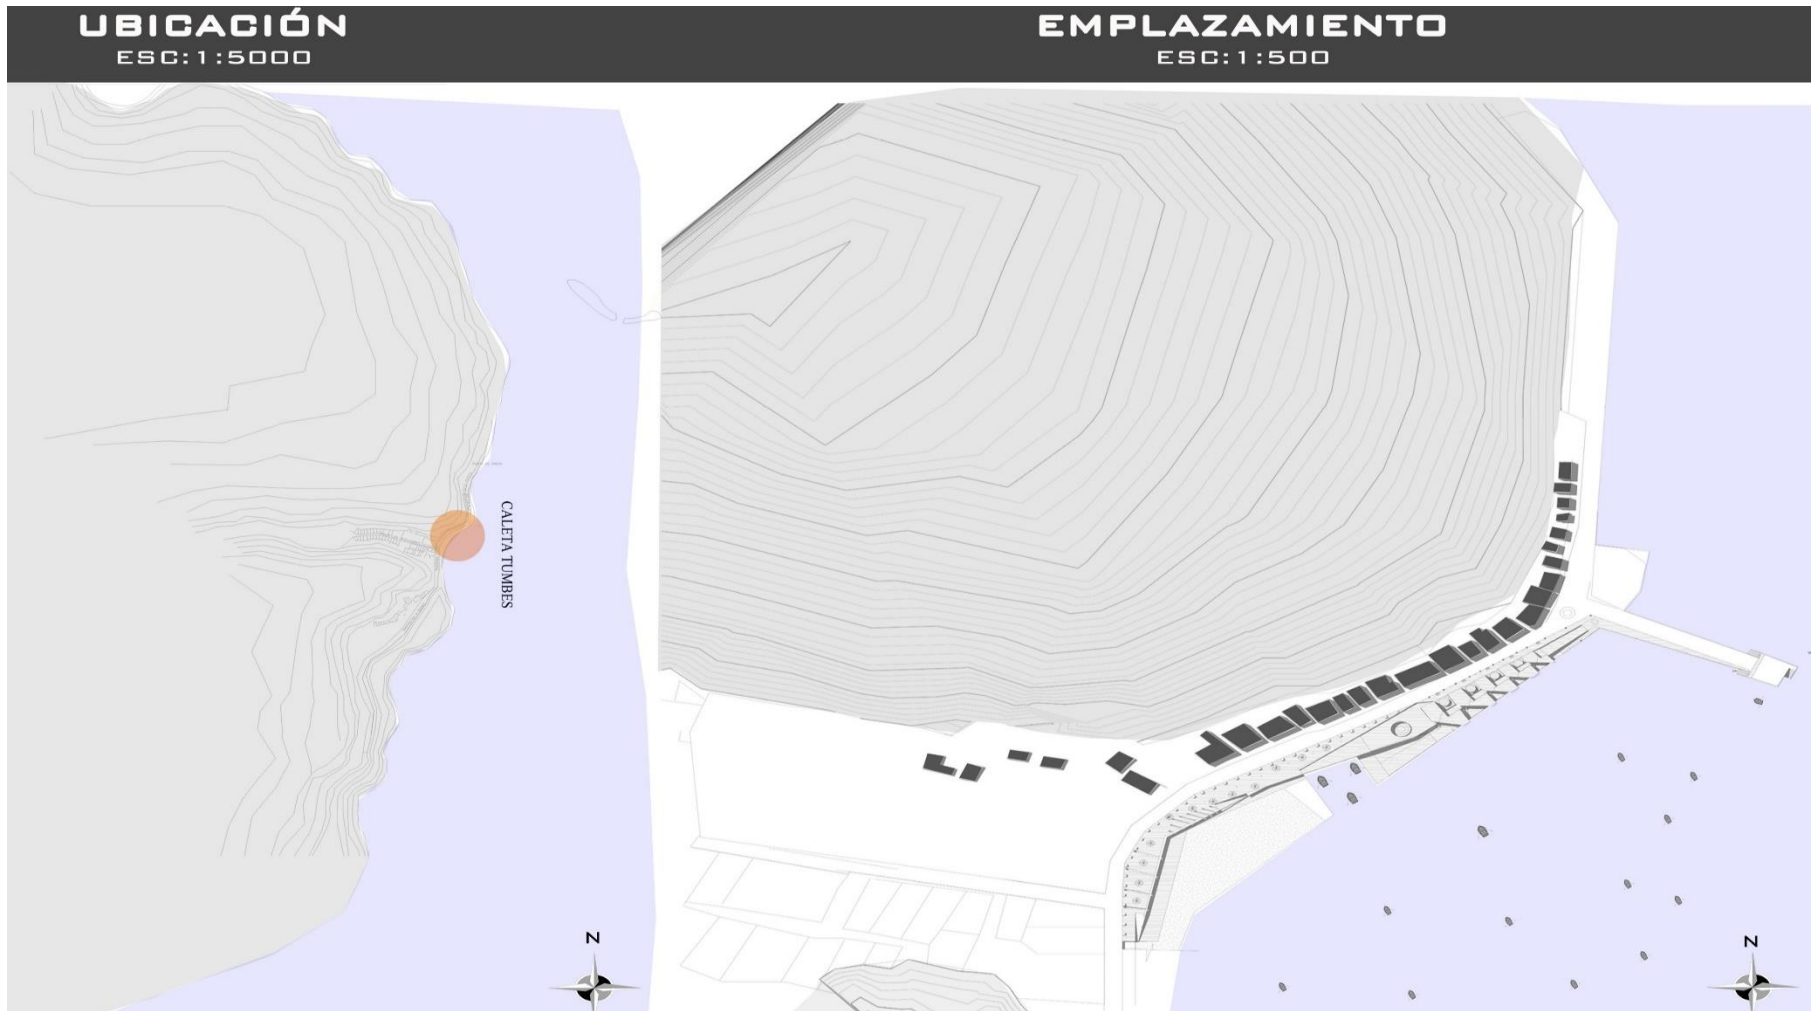 UBICACIÓN
ESC:1:5000
EMPLAZAMIENTO
ESC:1:500
CALETA TUMBES
N
N